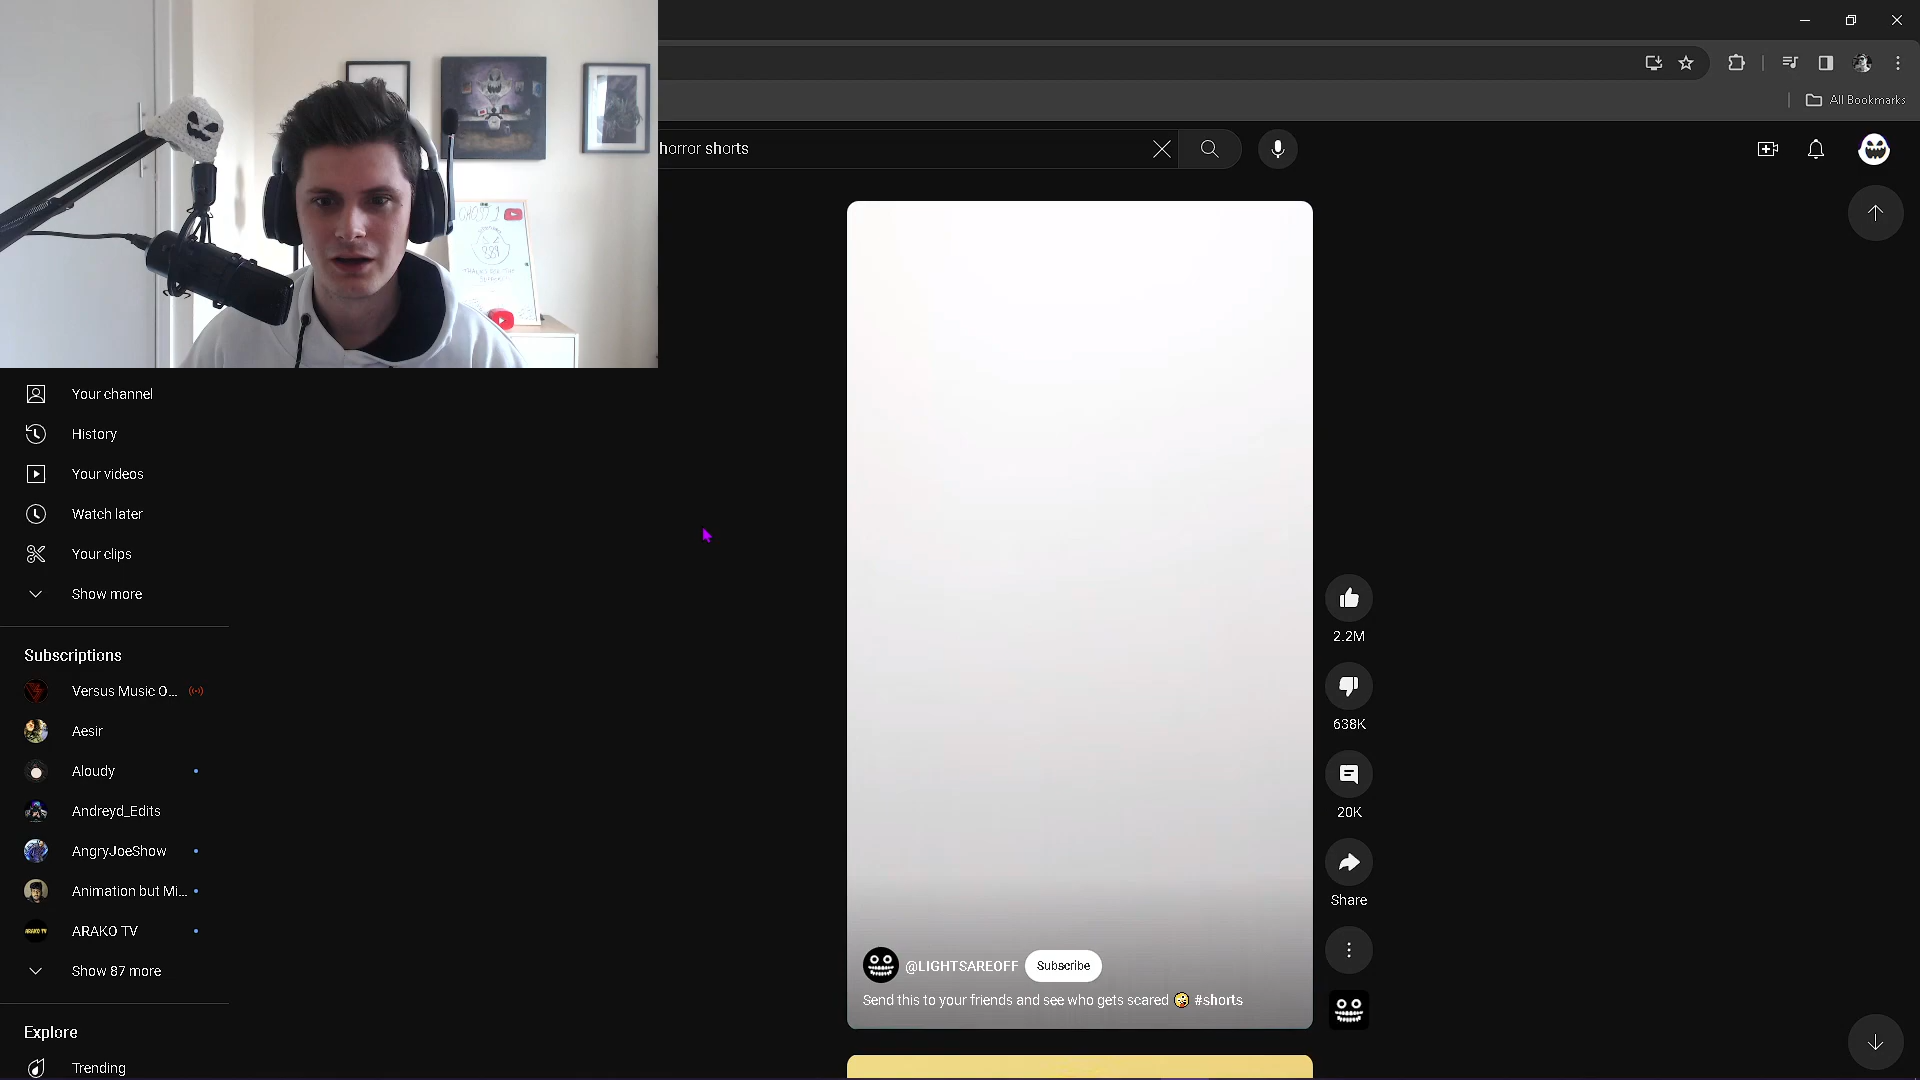 All Bookmarks
horror shorts
Your channel
History
Your videos
Watch later
Your clips
Show more
Subscriptions
Versus Music O...
Aesir
Aloudy
Andreyd_Edits
AngryJoeShow
Animation but Mi...
ARAKO TV
Show 87 more
Explore
Trending
2.2M
638K
20K
Share
@LIGHTSAREOFF Subscribe
Send this to your friends and see who gets scared 🤪 #shorts